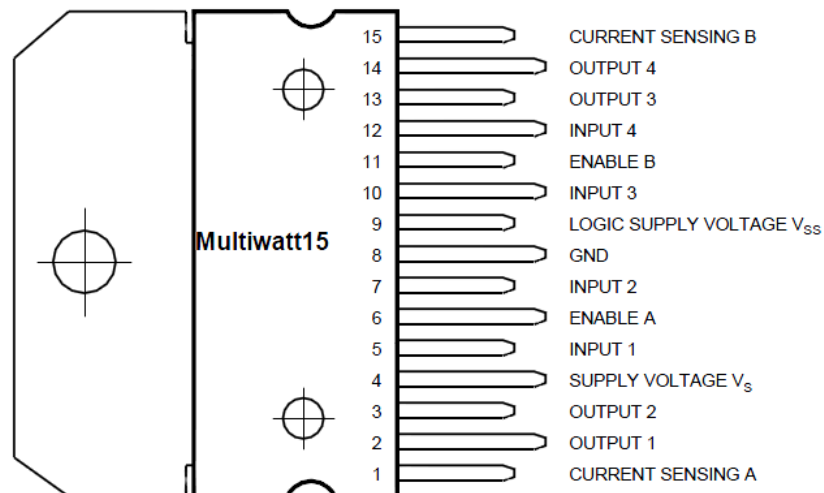 15 CURRENT SENSING B
14 OUTPUT 4
13 OUTPUT 3
12 INPUT 4
11 ENABLE B
10 INPUT 3
9 LOGIC SUPPLY VOLTAGE VSS
Multiwatt15
8 GND
7 INPUT 2
6 ENABLE A
5 INPUT 1
4 SUPPLY VOLTAGE VS
3 OUTPUT 2
2 OUTPUT 1
1 CURRENT SENSING A